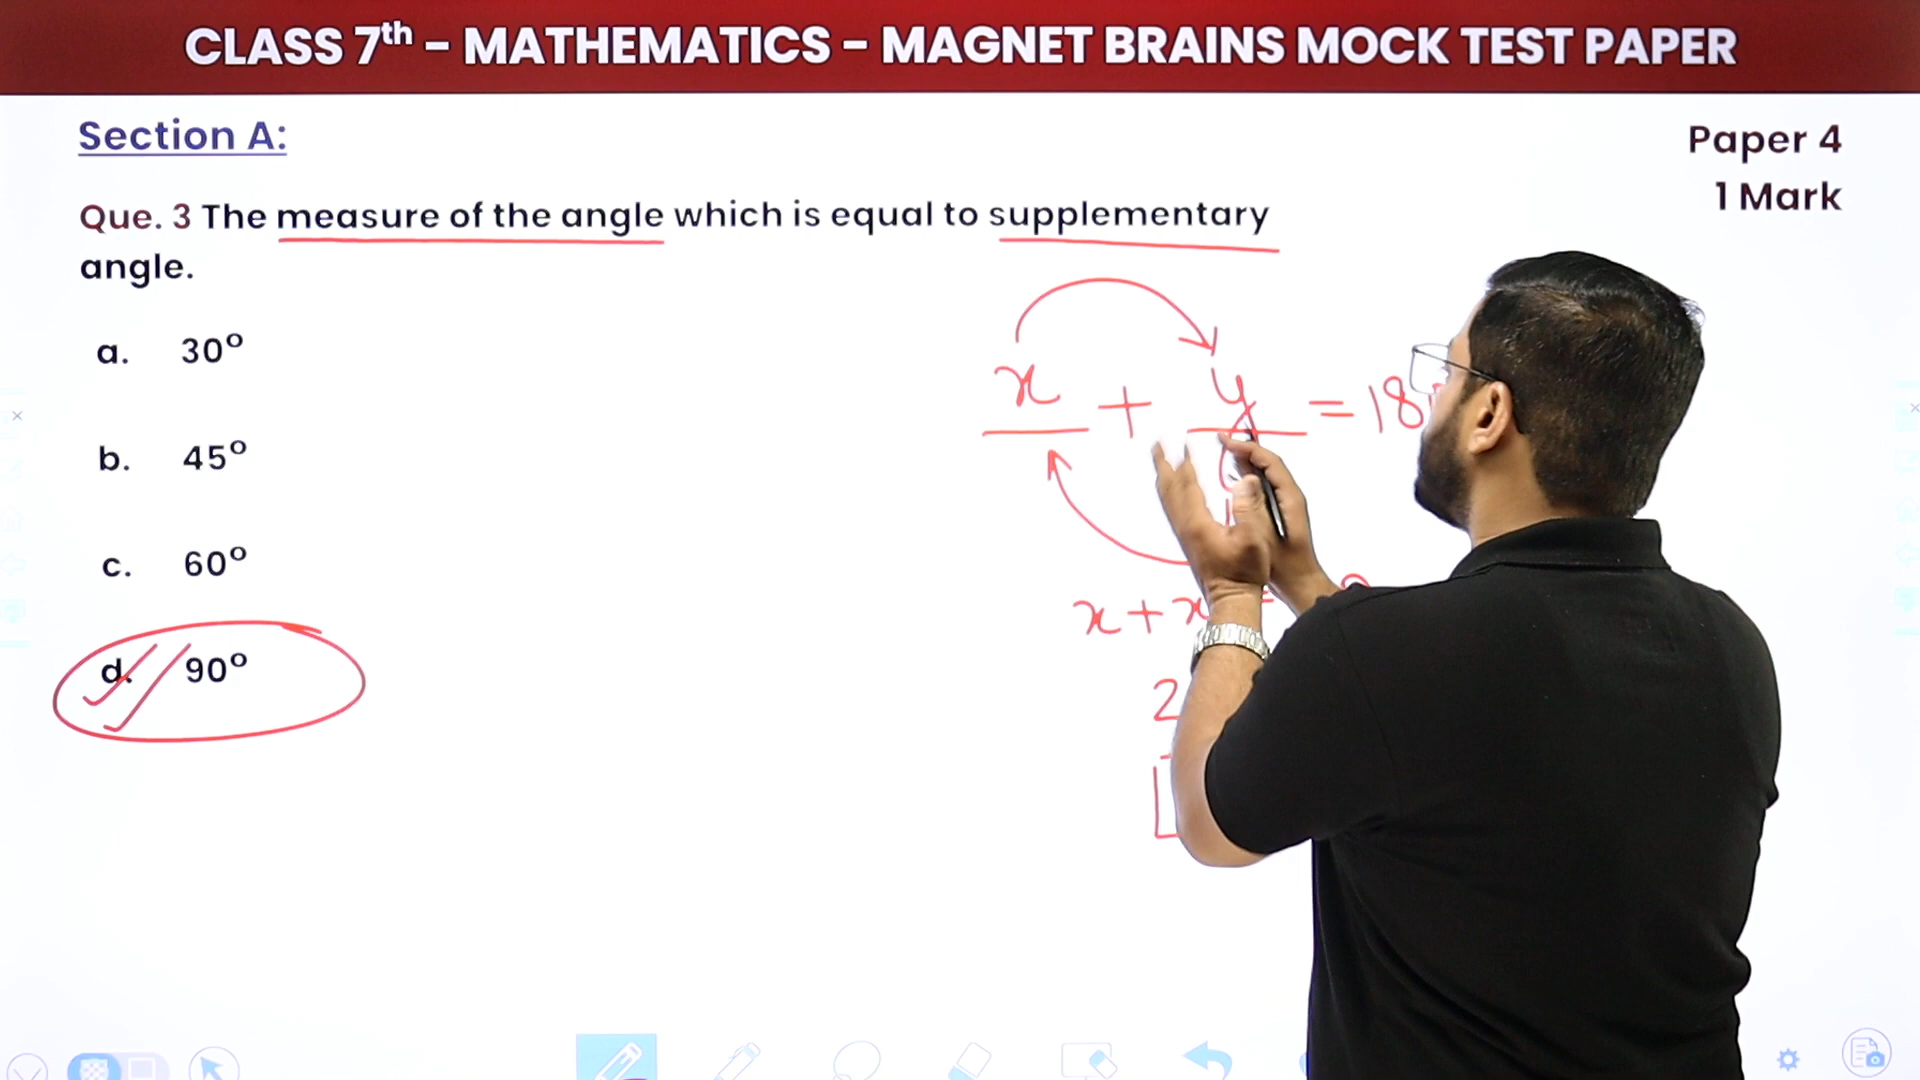 CLASS 7th – MATHEMATICS – MAGNET BRAINS MOCK TEST PAPER
Section A:
Paper 4
1 Mark
Que. 3 The measure of the angle which is equal to supplementary
angle.
a. 30°
b. 45°
c. 60°
d. 90°
x + y = 18
x + x =
2